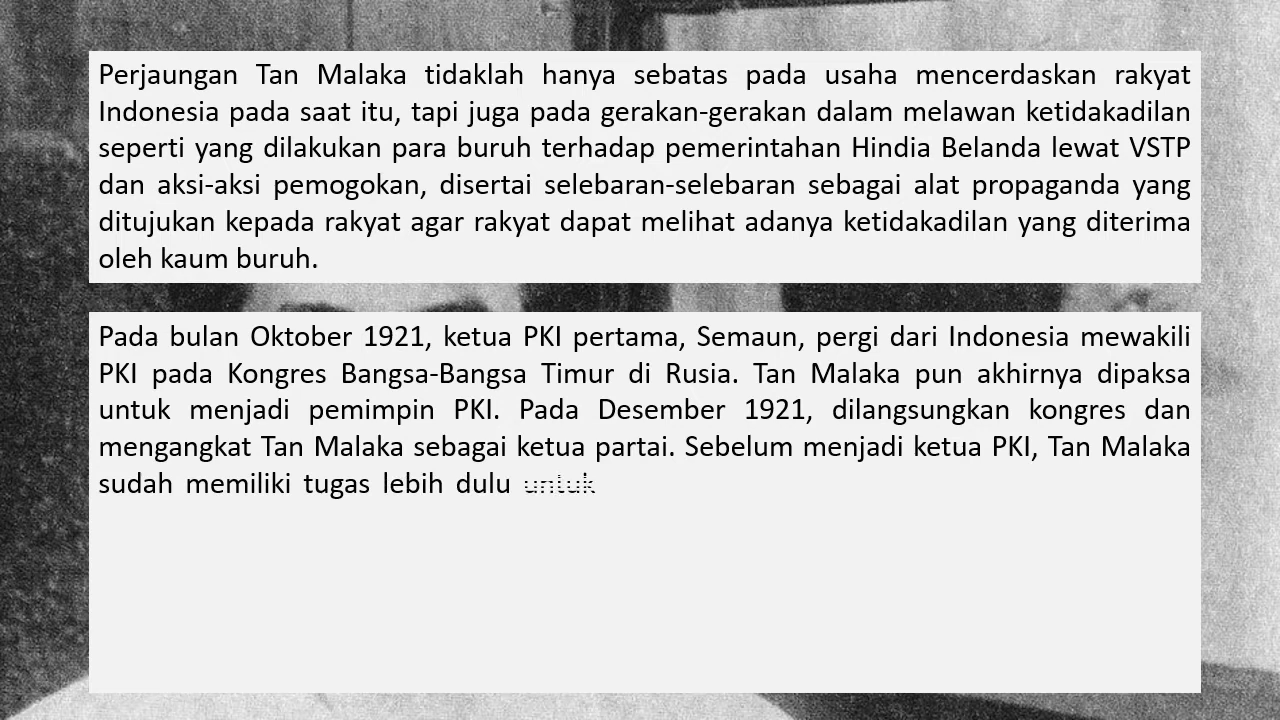 Perjaungan Tan Malaka tidaklah hanya sebatas pada usaha mencerdaskan rakyat
Indonesia pada saat itu, tapi juga pada gerakan-gerakan dalam melawan ketidakadilan
seperti yang dilakukan para buruh terhadap pemerintahan Hindia Belanda lewat VSTP
dan aksi-aksi pemogokan, disertai selebaran-selebaran sebagai alat propaganda yang
ditujukan kepada rakyat agar rakyat dapat melihat adanya ketidakadilan yang diterima
oleh kaum buruh.
Pada bulan Oktober 1921, ketua PKI pertama, Semaun, pergi dari Indonesia mewakili
PKI pada Kongres Bangsa-Bangsa Timur di Rusia. Tan Malaka pun akhirnya dipaksa
untuk menjadi pemimpin PKI. Pada Desember 1921, dilangsungkan kongres dan
mengangkat Tan Malaka sebagai ketua partai. Sebelum menjadi ketua PKI, Tan Malaka
sudah memiliki tugas lebih dulu untuk